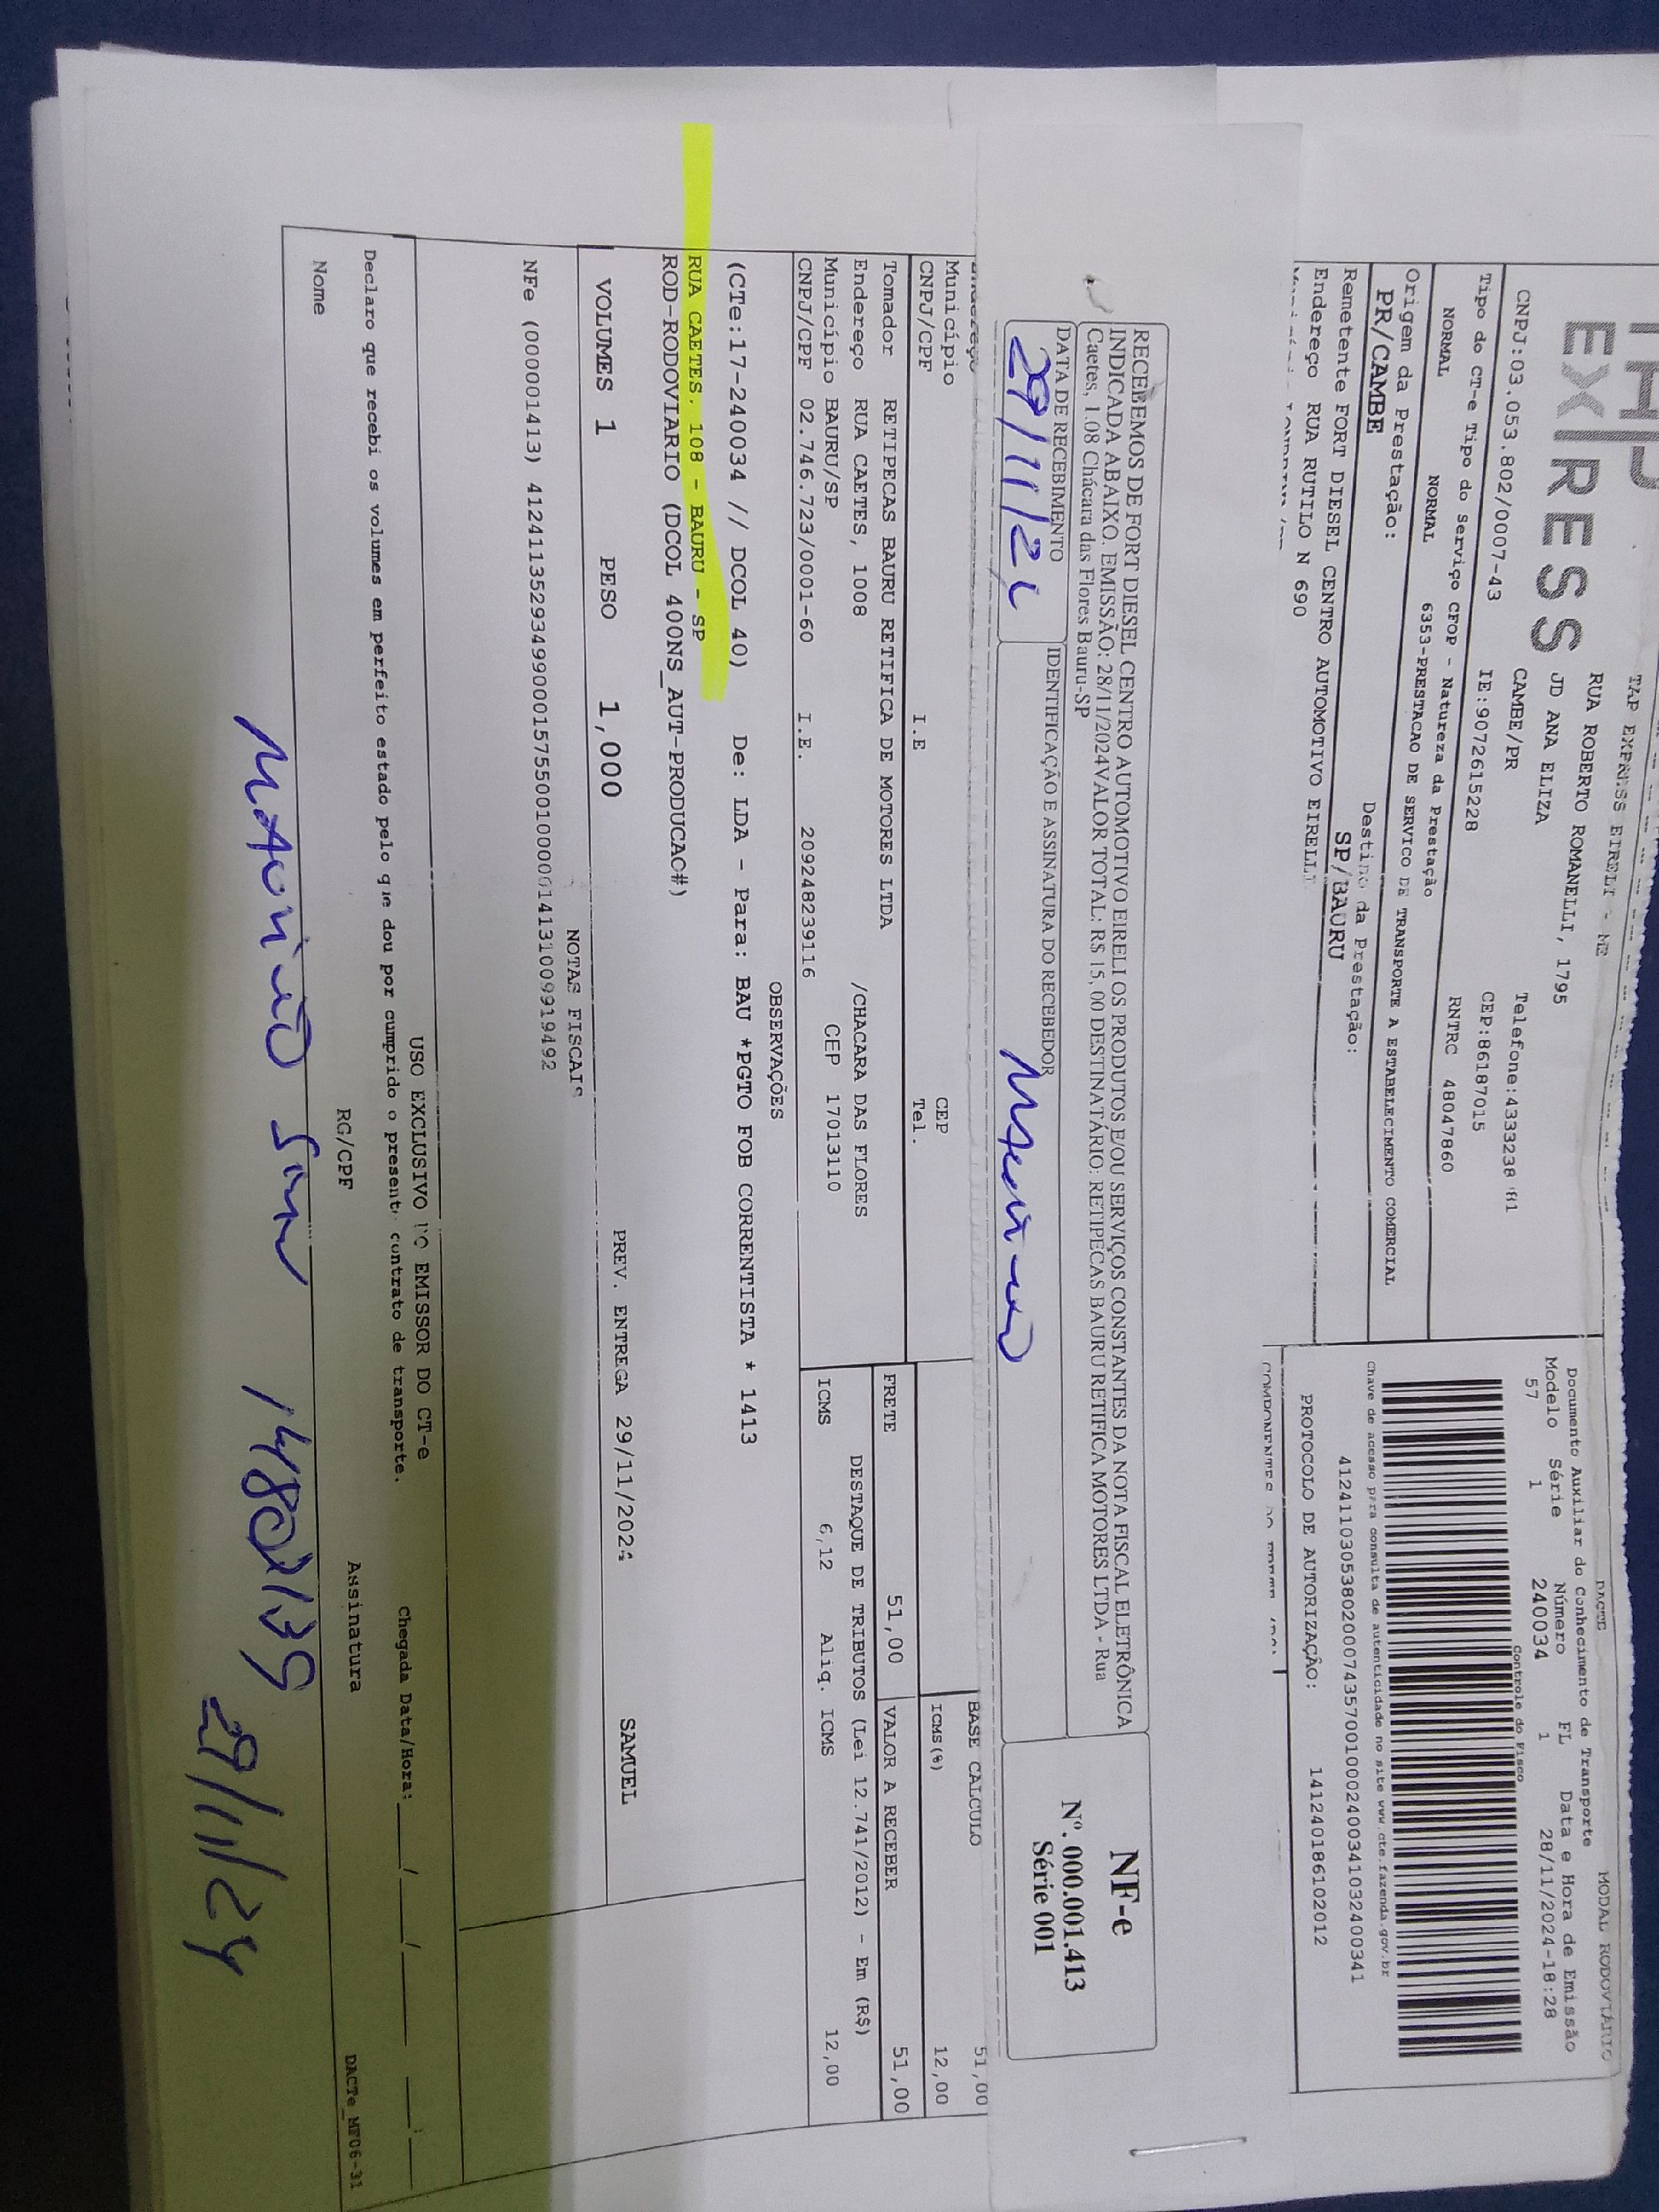 TAP EXPRESS EIRELI - ME
RUA ROBERTO ROMANELLI, 1795
JD ANA ELIZA
CAMBE/PR
EXPRESS
CNPJ:03.053.802/0007-43 IE:9072615228 CEP:86187015
Tipo do CT-e Tipo do Serviço CFOP - Natureza da Prestação RNTRC 48047860
NORMAL NORMAL 6353-PRESTACAO DE SERVICO DE TRANSPORTE A ESTABELECIMENTO COMERCIAL
Origem da Prestação: Destino da Prestação:
PR/CAMBE SP/BAURU
Remetente FORT DIESEL CENTRO AUTOMOTIVO EIRELI
Endereço RUA RUTILO N 690
DACTE MODAL RODOVIARIO
Documento Auxiliar do Conhecimento de Transporte
Modelo Série Número FL Data e Hora de Emissão
57 1 240034 1 28/11/2024-18:28
Controle do Fisco
Chave de acesso para consulta de autenticidade no site www.cte.fazenda.gov.br
41241103053802000743570010002400341032400341
PROTOCOLO DE AUTORIZAÇÃO: 141240186102012
RECEBEMOS DE FORT DIESEL CENTRO AUTOMOTIVO EIRELI OS PRODUTOS E/OU SERVIÇOS CONSTANTES DA NOTA FISCAL ELETRÔNICA
INDICADA ABAIXO. EMISSÃO: 28/11/2024VALOR TOTAL: R$ 15,00 DESTINATÁRIO: RETIPECAS BAURU RETIFICA MOTORES LTDA - Rua
Caetes, 1.08 Chácara das Flores Bauru-SP
DATA DE RECEBIMENTO IDENTIFICAÇÃO E ASSINATURA DO RECEBEDOR
NF-e
Nº. 000.001.413
Série 001
Município CEP
CNPJ/CPF I.E Tel.
BASE CALCULO 51,00
ICMS(%) 12,00
Tomador RETIPECAS BAURU RETIFICA DE MOTORES LTDA
Endereço RUA CAETES, 1008 /CHACARA DAS FLORES
Município BAURU/SP CEP 17013110
CNPJ/CPF 02.746.723/0001-60 I.E. 209248239116
FRETE 51,00 VALOR A RECEBER 51,00
DESTAQUE DE TRIBUTOS (Lei 12.741/2012) - Em (R$)
ICMS 6,12 Aliq. ICMS 12,00
OBSERVAÇÕES
(CTe:17-240034 // DCOL 40) De: LDA - Para: BAU *PGTO FOB CORRENTISTA * 1413
RUA CAETES, 108 - BAURU - SP
ROD-RODOVIARIO (DCOL 400NS_AUT-PRODUCAO#)
VOLUMES 1 PESO 1,000 PREV. ENTREGA 29/11/2024 SAMUEL
NOTAS FISCAIS
NFe (000001413) 41241135293499000157550010000014131009919492
USO EXCLUSIVO DO EMISSOR DO CT-e
Declaro que recebi os volumes em perfeito estado pelo que dou por cumprido o presente contrato de transporte. Chegada Data/Hora:____/____/____ ____:____
Nome RG/CPF Assinatura DACTe_MF06-31
29/11/24